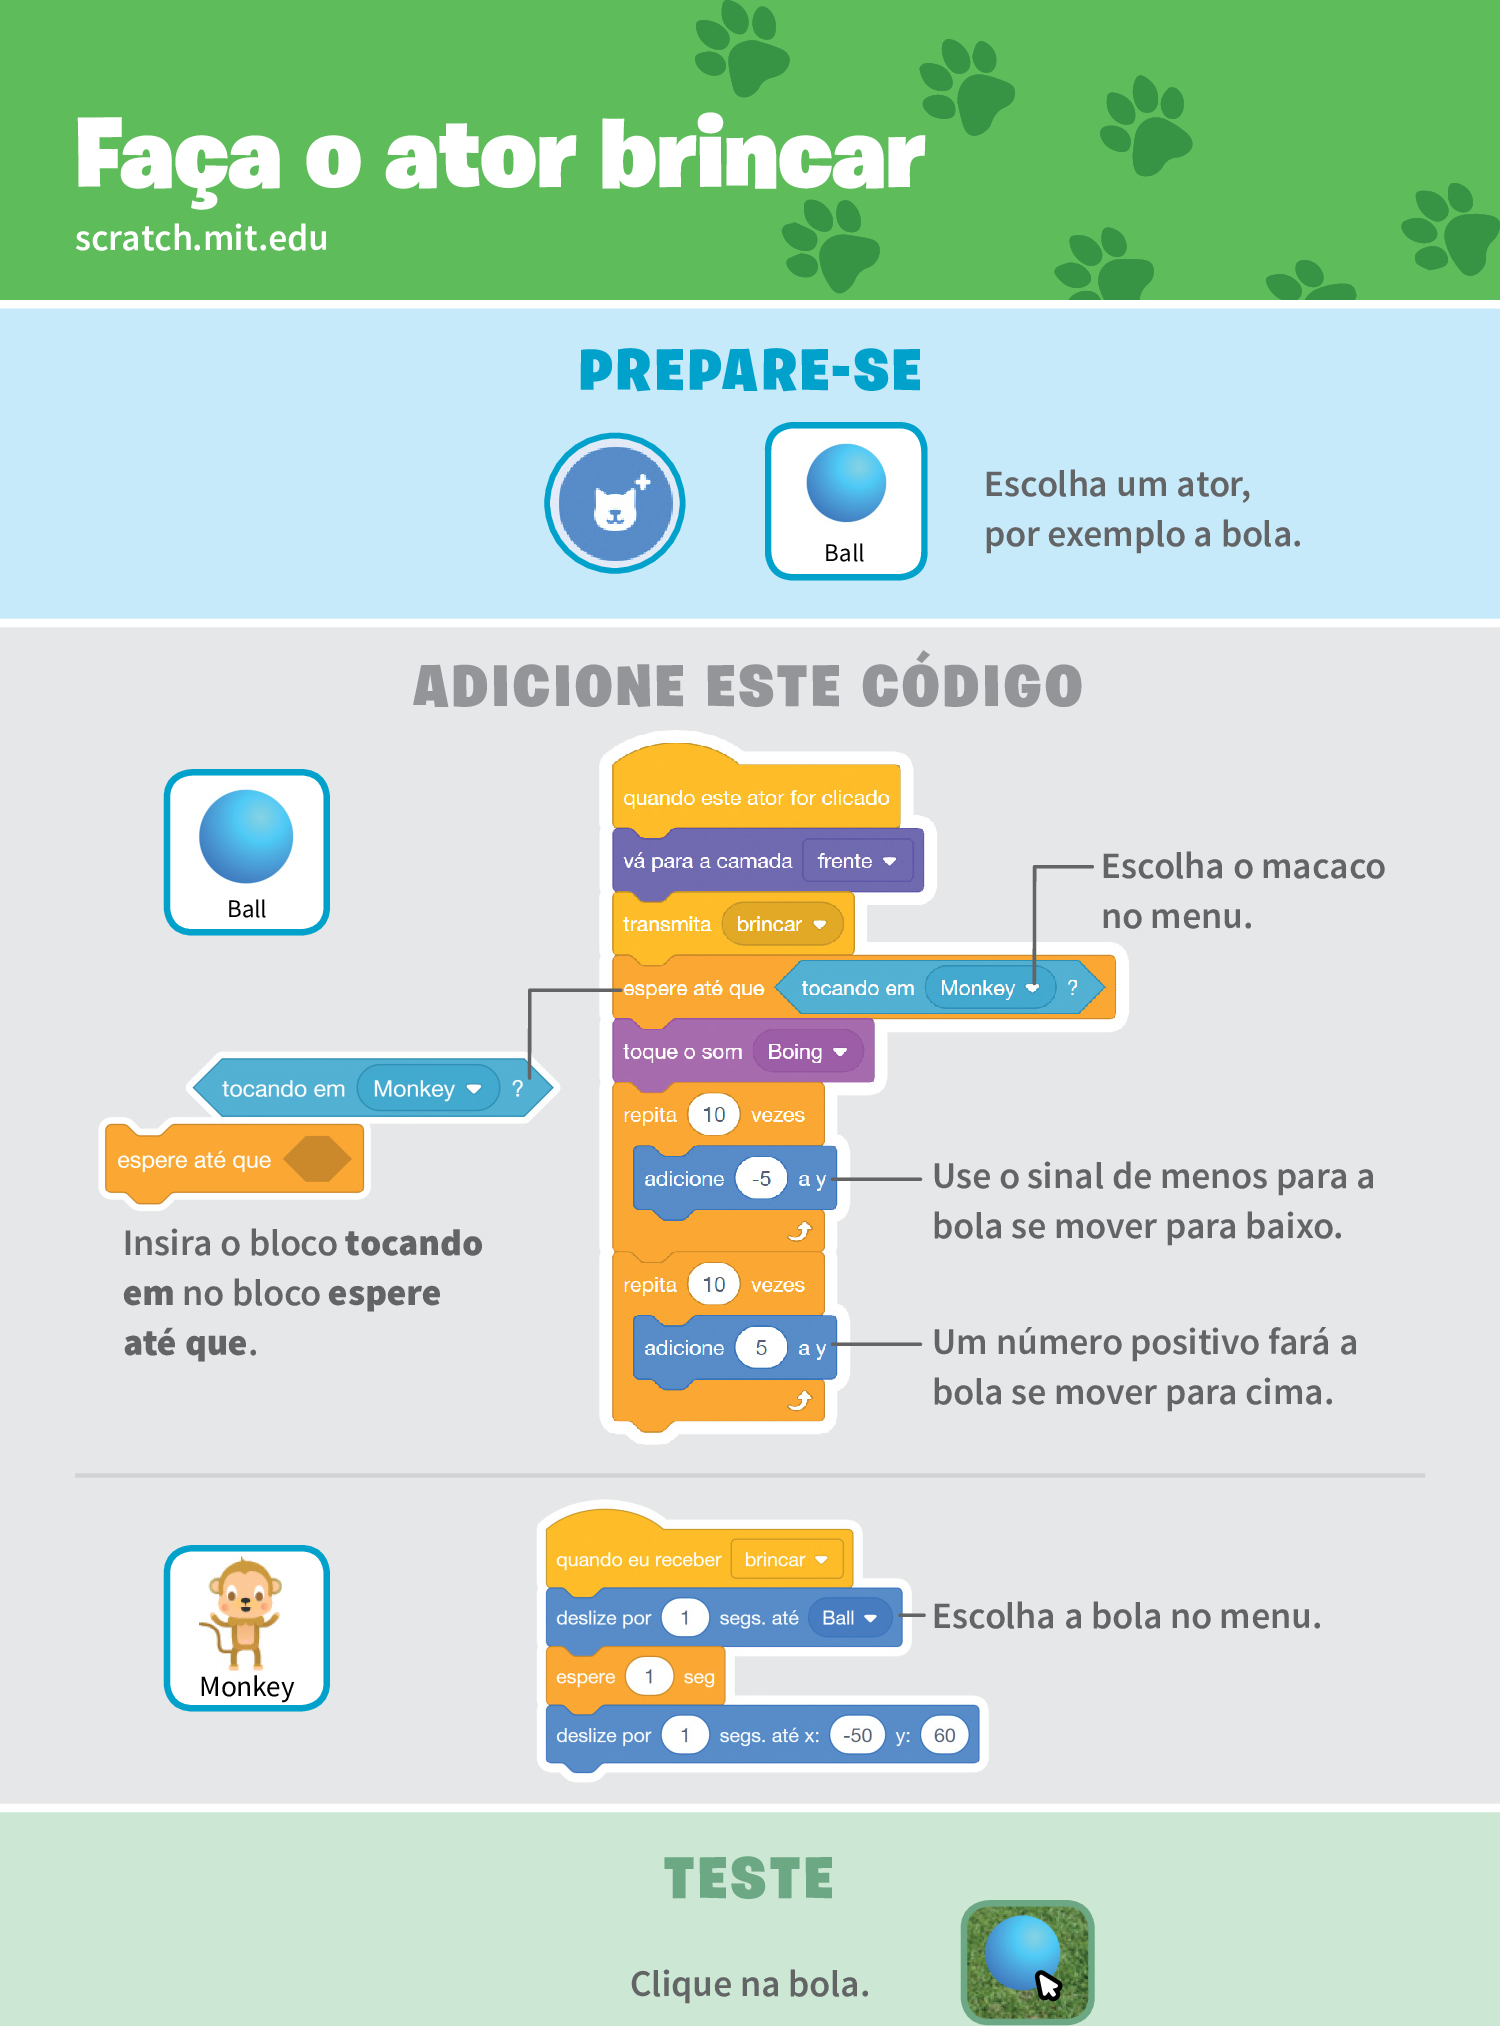 Faça o ator brincar
scratch.mit.edu
PREPARE-SE
Ball
Escolha um ator,
por exemplo a bola.
ADICIONE ESTE CÓDIGO
Ball
quando este ator for clicado
vá para a camada frente
transmita brincar
espere até que tocando em Monkey ?
toque o som Boing
repita 10 vezes
adicione -5 a y
repita 10 vezes
adicione 5 a y
Escolha o macaco
no menu.
tocando em Monkey ?
espere até que
Insira o bloco tocando
em no bloco espere
até que.
Use o sinal de menos para a
bola se mover para baixo.
Um número positivo fará a
bola se mover para cima.
Monkey
quando eu receber brincar
deslize por 1 segs. até Ball
espere 1 seg
deslize por 1 segs. até x: -50 y: 60
Escolha a bola no menu.
TESTE
Clique na bola.